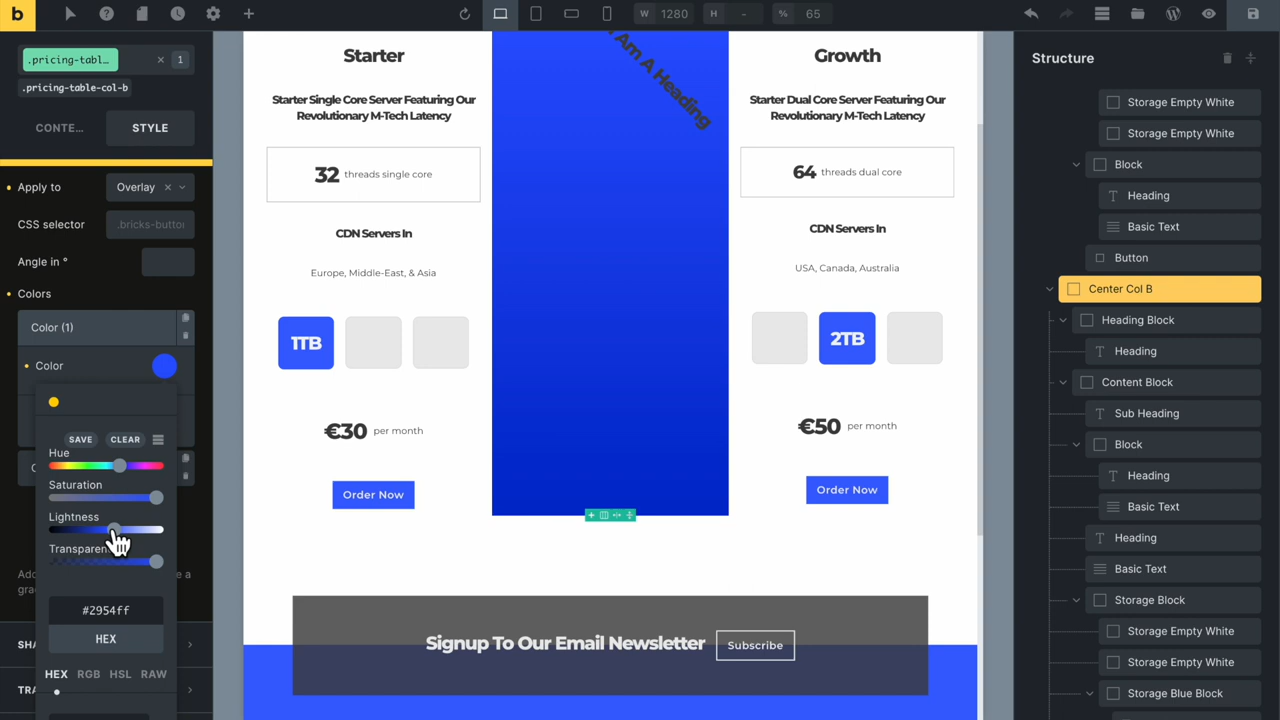 b
W 1280 H - % 65
.pricing-tabl… × 1
.pricing-table-col-b
CONTE… STYLE
Apply to Overlay ×
CSS selector .bricks-button
Angle in °
Colors
Color (1)
Color
SAVE CLEAR
Hue
Saturation
Lightness
Transparen
#2954ff
HEX
HEX RGB HSL RAW
Starter
Starter Single Core Server Featuring Our
Revolutionary M-Tech Latency
32 threads single core
CDN Servers In
Europe, Middle-East, & Asia
1TB
€30 per month
Order Now
I Am A Heading
Growth
Starter Dual Core Server Featuring Our
Revolutionary M-Tech Latency
64 threads dual core
CDN Servers In
USA, Canada, Australia
2TB
€50 per month
Order Now
Signup To Our Email Newsletter Subscribe
Structure
Storage Empty White
Storage Empty White
Block
Heading
Basic Text
Button
Center Col B
Heading Block
Heading
Content Block
Sub Heading
Block
Heading
Basic Text
Heading
Basic Text
Storage Block
Storage Empty White
Storage Empty White
Storage Blue Block